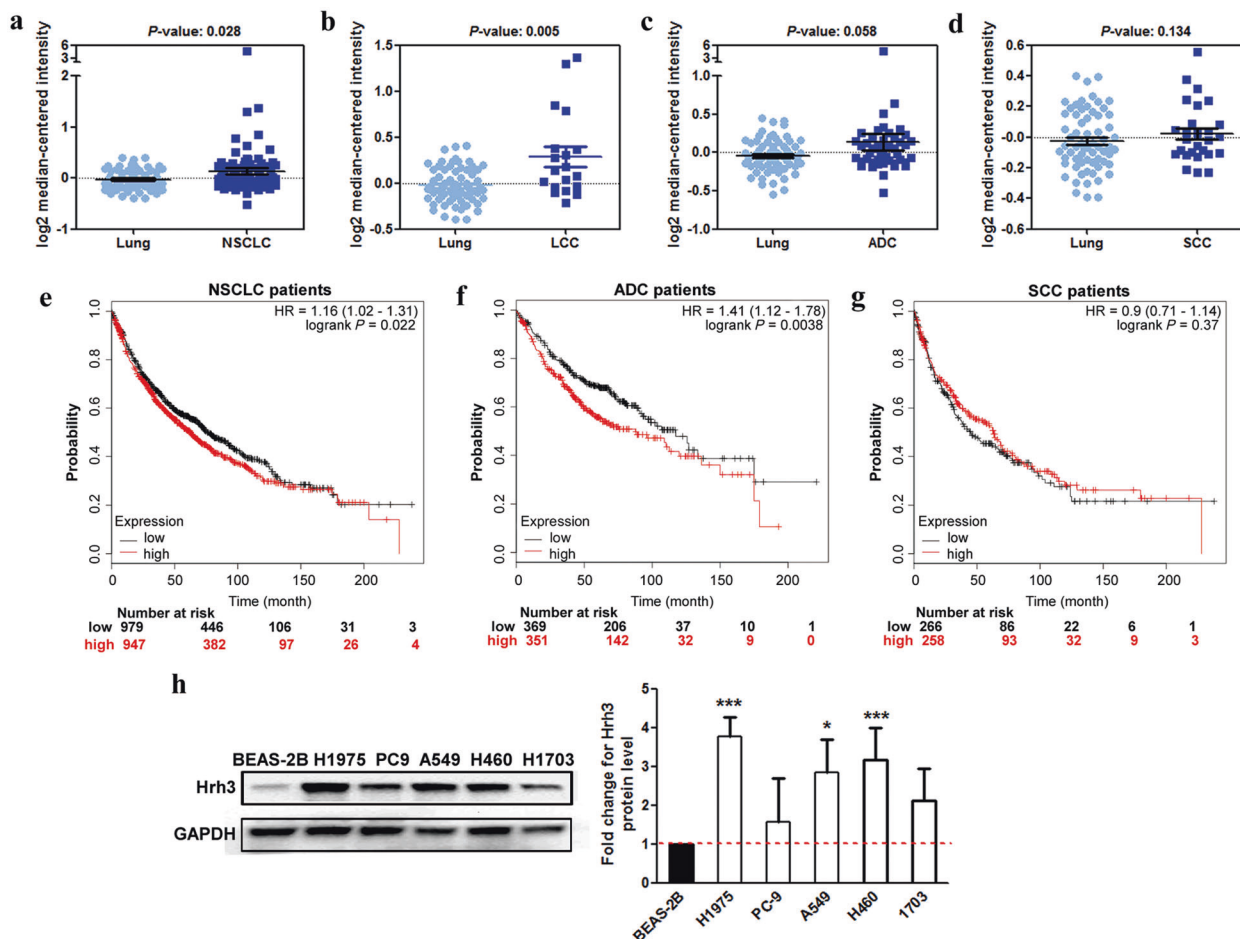 a
P-value: 0.028
log2 median-centered intensity
6
3
2
1
0
-1
Lung NSCLC
b
P-value: 0.005
log2 median-centered intensity
1.5
1.0
0.5
0.0
-0.5
Lung LCC
c
P-value: 0.058
log2 median-centered intensity
6
3
1.0
0.5
0.0
-0.5
-1.0
Lung ADC
d
P-value: 0.134
log2 median-centered intensity
0.6
0.4
0.2
-0.0
-0.2
-0.4
-0.6
Lung SCC
e
NSCLC patients
HR = 1.16 (1.02 - 1.31)
logrank P = 0.022
Probability
1.0
0.8
0.6
0.4
0.2
0.0
Expression
low
high
0 50 100 150 200
Time (month)
Number at risk
low 979 446 106 31 3
high 947 382 97 26 4
f
ADC patients
HR = 1.41 (1.12 - 1.78)
logrank P = 0.0038
Probability
1.0
0.8
0.6
0.4
0.2
0.0
Expression
low
high
0 50 100 150 200
Time (month)
Number at risk
low 369 206 37 10 1
high 351 142 32 9 0
g
SCC patients
HR = 0.9 (0.71 - 1.14)
logrank P = 0.37
Probability
1.0
0.8
0.6
0.4
0.2
0.0
Expression
low
high
0 50 100 150 200
Time (month)
Number at risk
low 266 86 22 6 1
high 258 93 32 9 3
h
BEAS-2B H1975 PC9 A549 H460 H1703
Hrh3
GAPDH
Fold change for Hrh3
protein level
5
4
3
2
1
0
*** * ***
BEAS-2B H1975 PC-9 A549 H460 1703